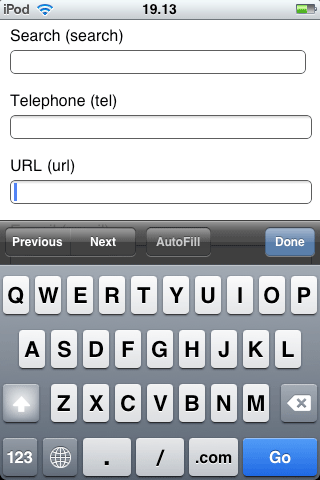 iPod 19.13
Search (search)
Telephone (tel)
URL (url)
Previous Next AutoFill Done
Q W E R T Y U I O P
A S D F G H J K L
Z X C V B N M
123 . / .com Go